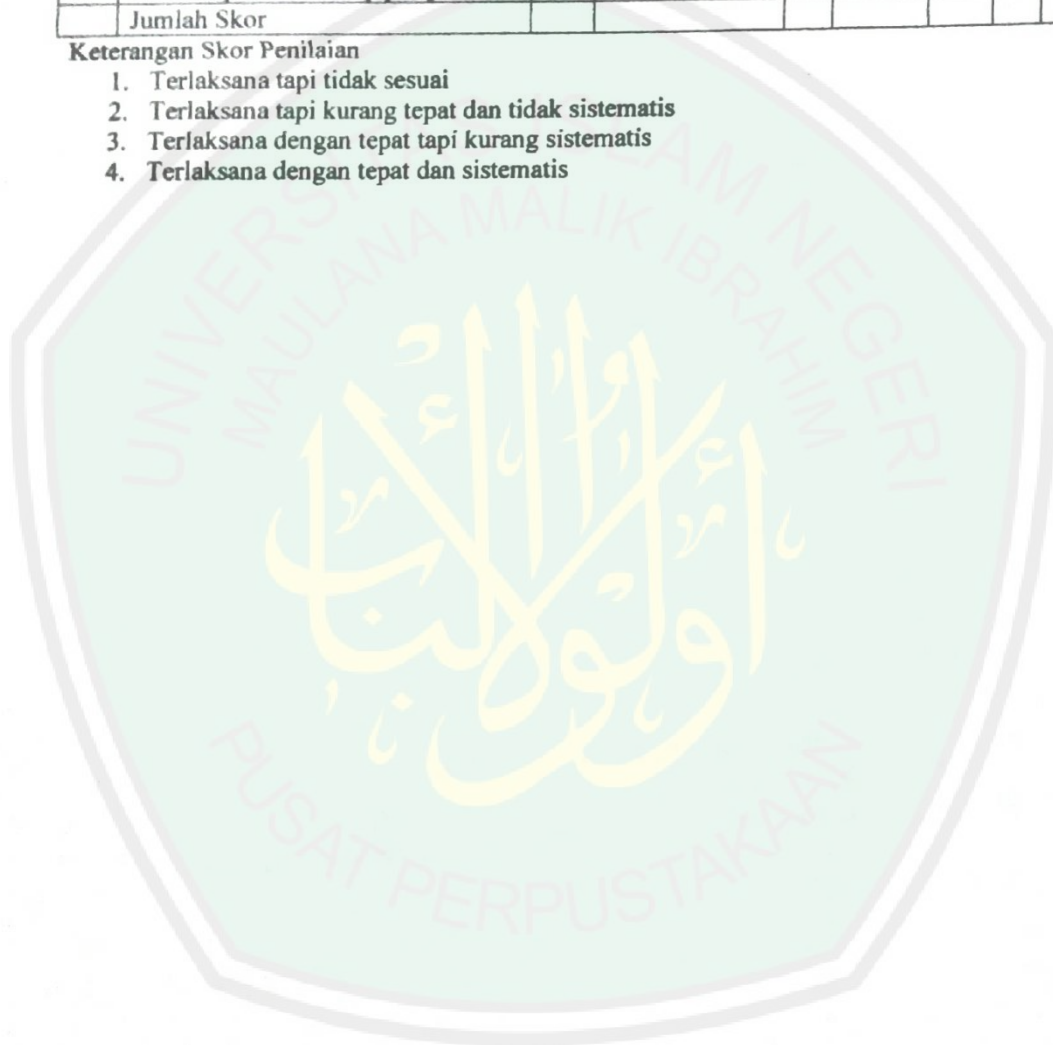 Jumlah Skor
Keterangan Skor Penilaian
1. Terlaksana tapi tidak sesuai
2. Terlaksana tapi kurang tepat dan tidak sistematis
3. Terlaksana dengan tepat tapi kurang sistematis
4. Terlaksana dengan tepat dan sistematis
UNIVERSITAS ISLAM NEGERI
MAULANA MALIK IBRAHIM
أولوا الألباب
PUSAT PERPUSTAKAAN